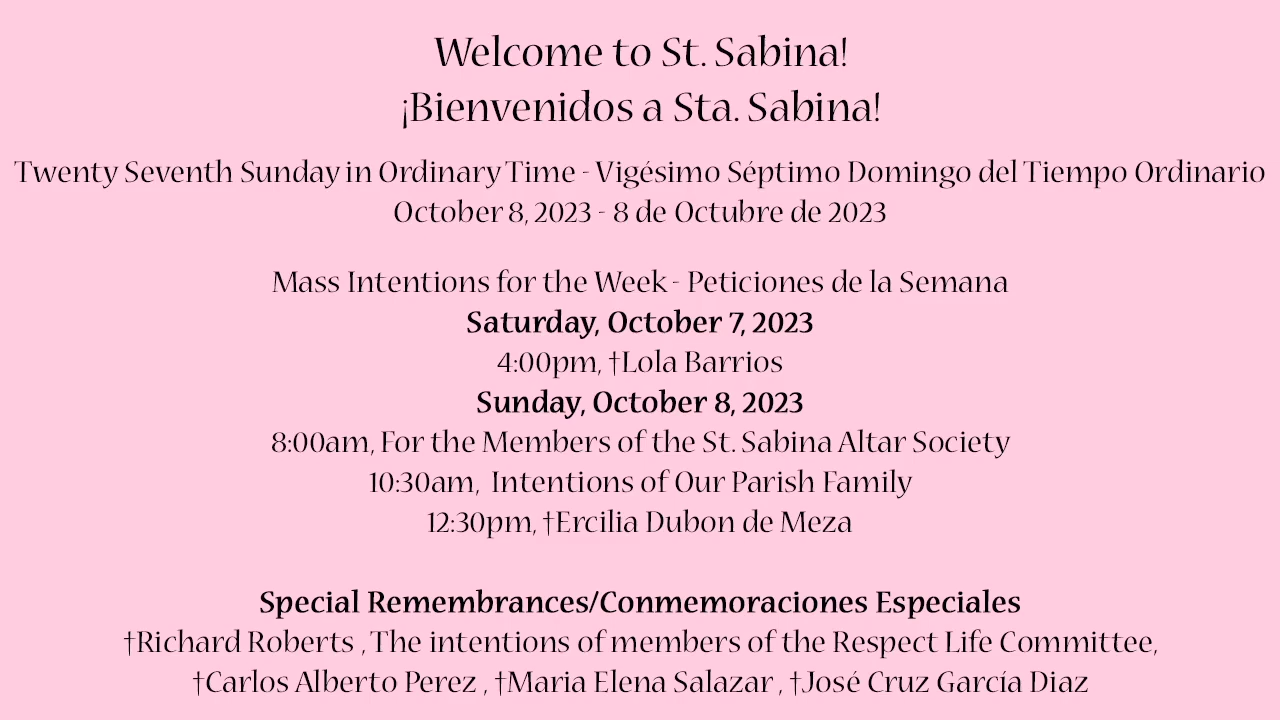 Welcome to St. Sabina!
¡Bienvenidos a Sta. Sabina!
Twenty Seventh Sunday in Ordinary Time - Vigésimo Séptimo Domingo del Tiempo Ordinario
October 8, 2023 - 8 de Octubre de 2023
Mass Intentions for the Week - Peticiones de la Semana
Saturday, October 7, 2023
4:00pm, †Lola Barrios
Sunday, October 8, 2023
8:00am, For the Members of the St. Sabina Altar Society
10:30am,  Intentions of Our Parish Family
12:30pm, †Ercilia Dubon de Meza
Special Remembrances/Conmemoraciones Especiales
†Richard Roberts , The intentions of members of the Respect Life Committee,
†Carlos Alberto Perez , †Maria Elena Salazar , †José Cruz García Diaz